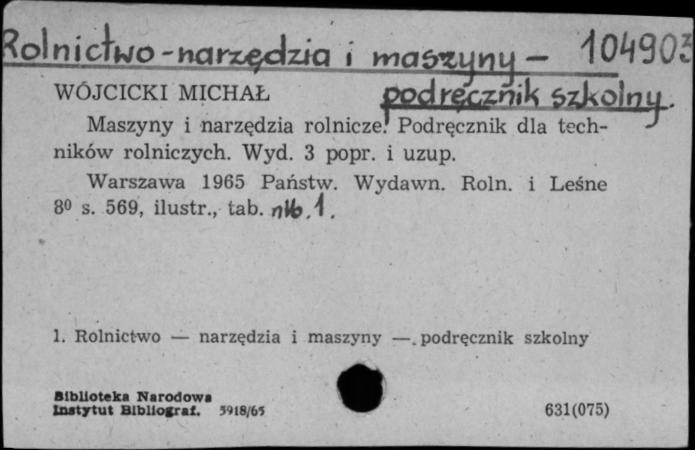 Rolnictwo - narzędzia i maszyny - 104903
podręcznik szkolny.
WÓJCICKI MICHAŁ
Maszyny i narzędzia rolnicze. Podręcznik dla tech-
ników rolniczych. Wyd. 3 popr. i uzup.
Warszawa 1965 Państw. Wydawn. Roln. i Leśne
8⁰ s. 569, ilustr., tab. nlb. 1.
1. Rolnictwo — narzędzia i maszyny — podręcznik szkolny
Biblioteka Narodowa
Instytut Bibliograf. 5918/65
631(075)